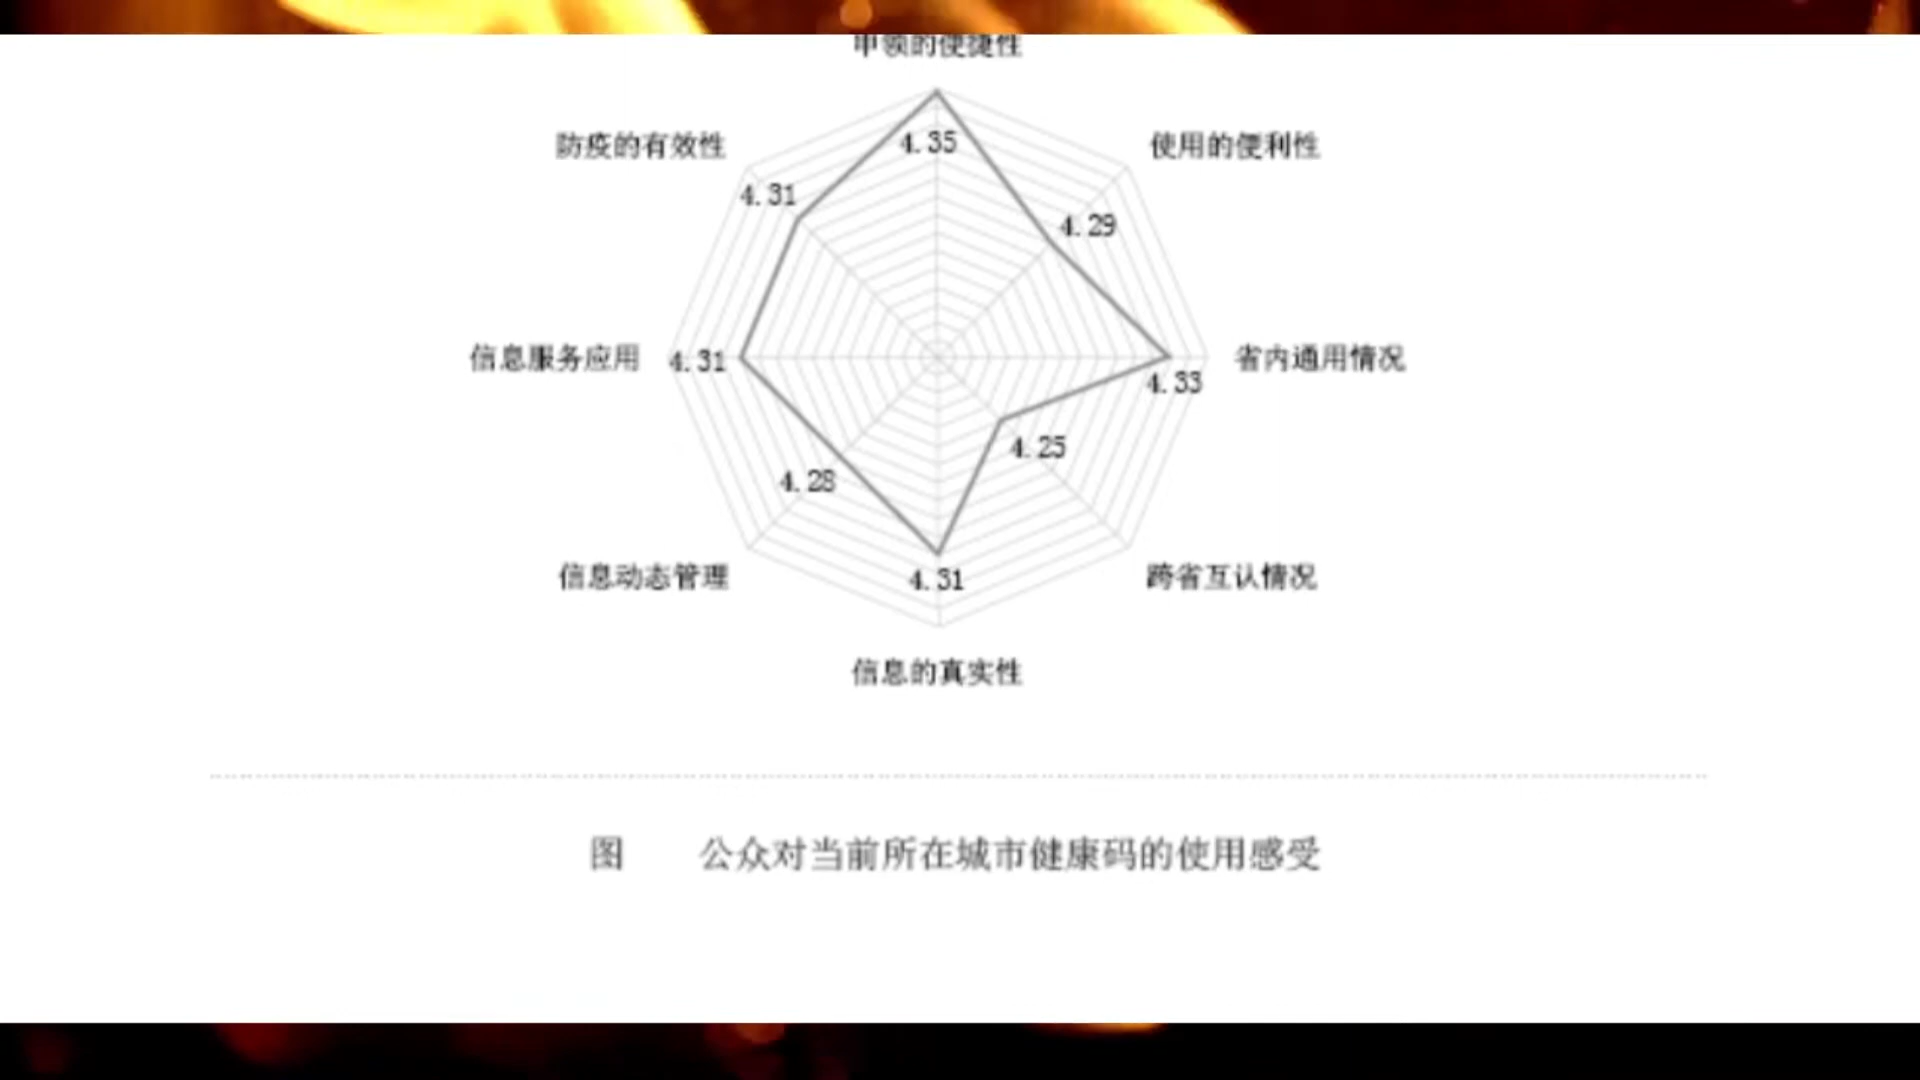 申领的便捷性
防疫的有效性
使用的便利性
4.35
4.31
4.29
信息服务应用
4.31
省内通用情况
4.33
4.25
4.28
信息动态管理
4.31
跨省互认情况
信息的真实性
图 公众对当前所在城市健康码的使用感受